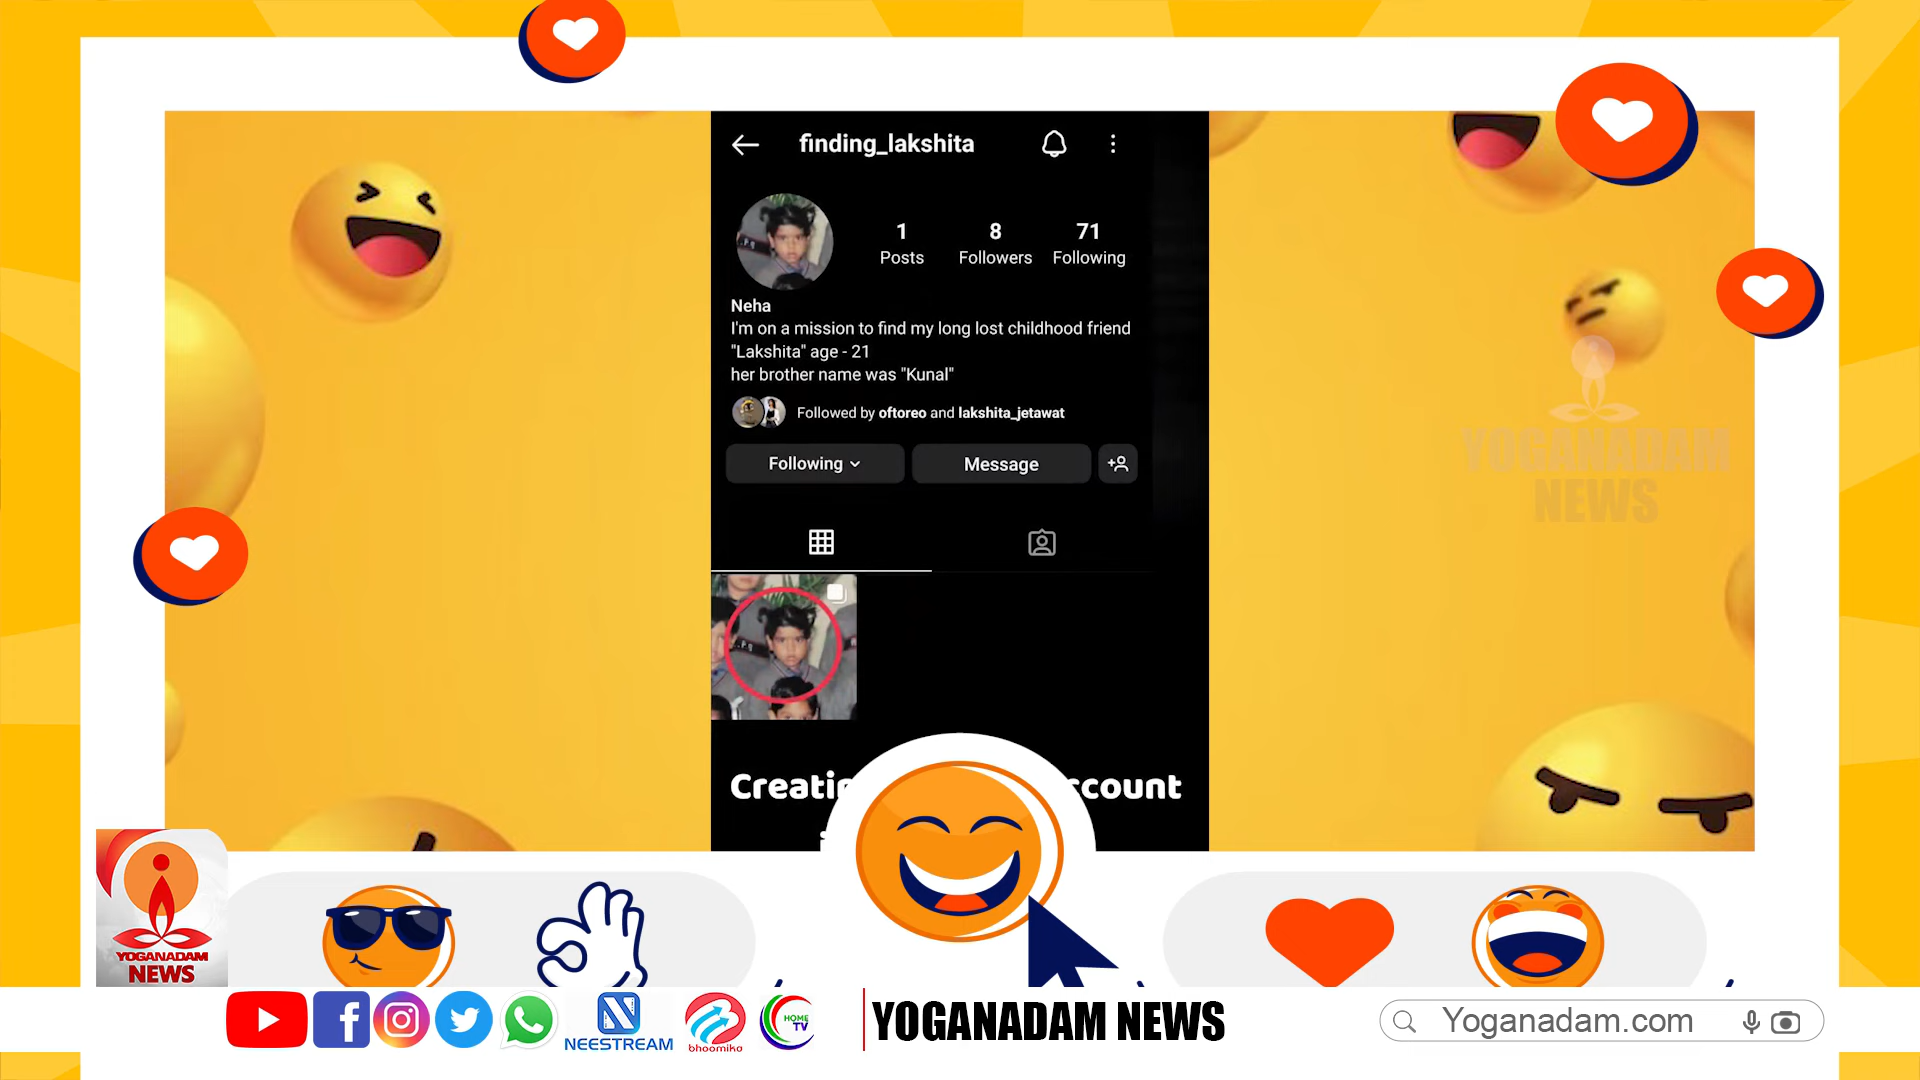 finding_lakshita
1
8
71
Posts
Followers
Following
Neha
I'm on a mission to find my long lost childhood friend
"Lakshita" age - 21
her brother name was "Kunal"
Followed by oftoreo and lakshita_jetawat
Following
Message
YOGANADAM
NEWS
YOGANADAM
NEWS
NEESTREAM
bhoomika
HOME
TV
YOGANADAM NEWS
Yoganadam.com